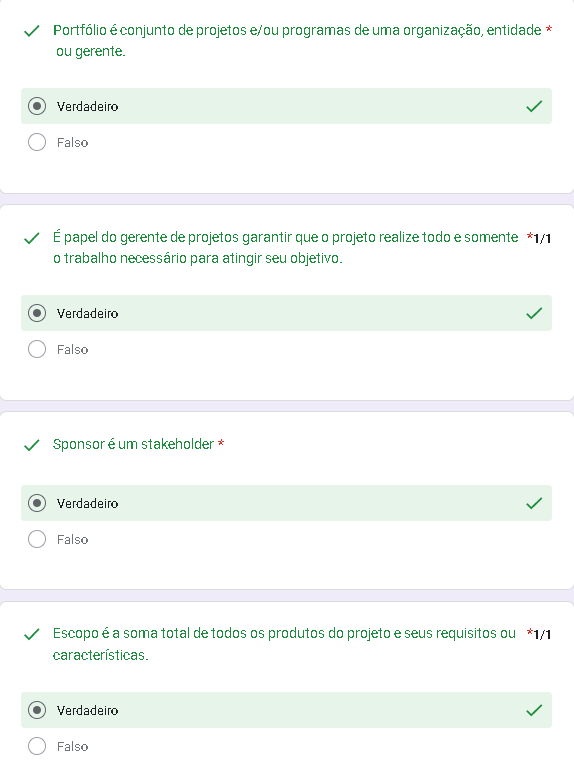 Portfólio é conjunto de projetos e/ou programas de uma organização, entidade *
ou gerente.
Verdadeiro
Falso
É papel do gerente de projetos garantir que o projeto realize todo e somente *1/1
o trabalho necessário para atingir seu objetivo.
Verdadeiro
Falso
Sponsor é um stakeholder *
Verdadeiro
Falso
Escopo é a soma total de todos os produtos do projeto e seus requisitos ou *1/1
características.
Verdadeiro
Falso